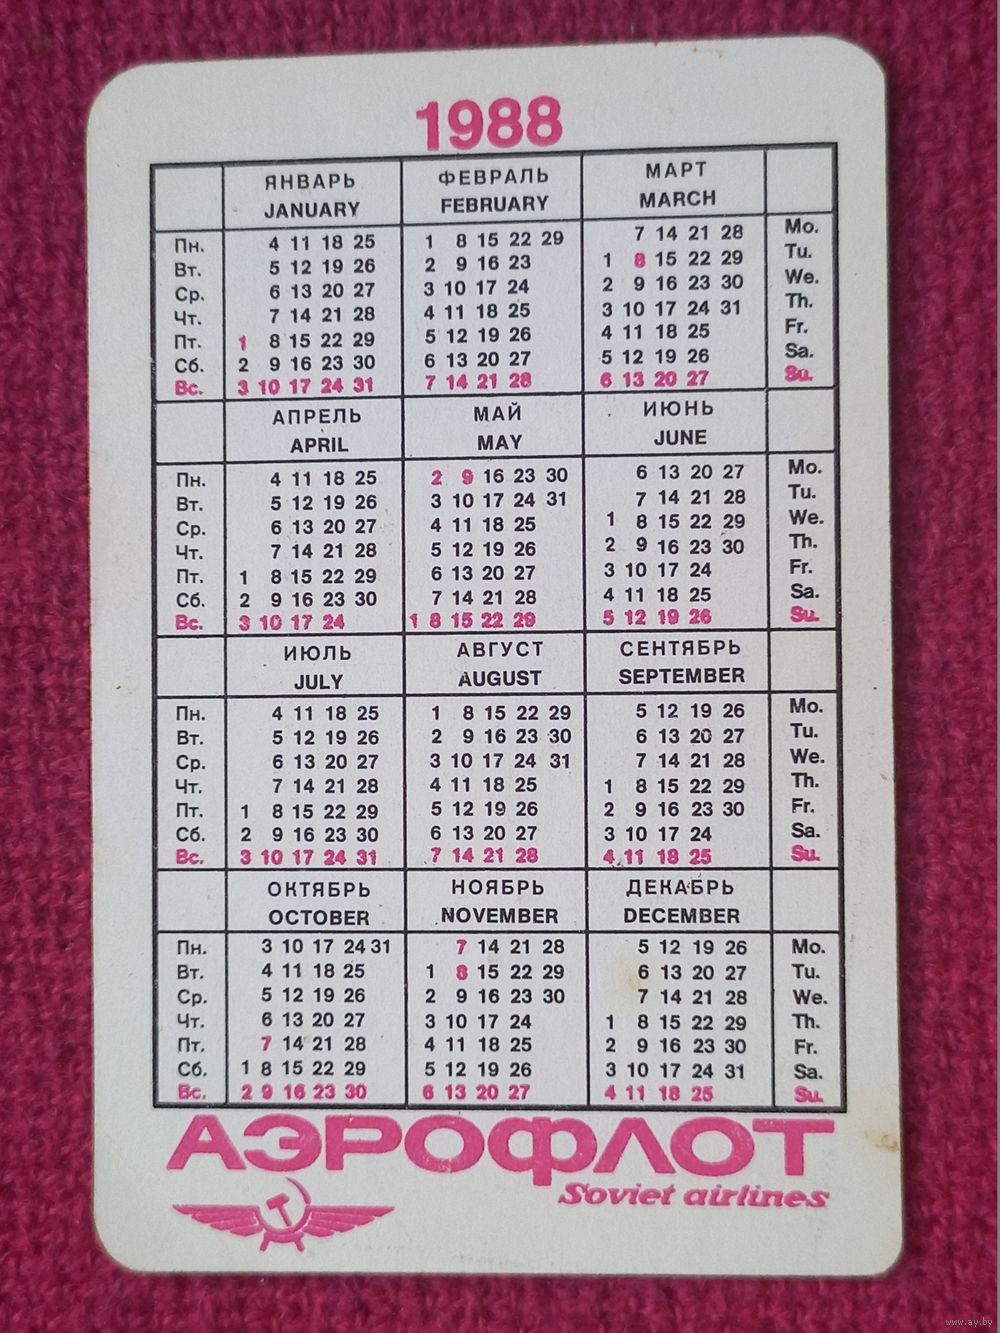 1988
ЯНВАРЬ ФЕВРАЛЬ МАРТ
JANUARY FEBRUARY MARCH
Пн. 4 11 18 25 1 8 15 22 29 7 14 21 28 Mo.
Вт. 5 12 19 26 2 9 16 23 1 8 15 22 29 Tu.
Ср. 6 13 20 27 3 10 17 24 2 9 16 23 30 We.
Чт. 7 14 21 28 4 11 18 25 3 10 17 24 31 Th.
Пт. 1 8 15 22 29 5 12 19 26 4 11 18 25 Fr.
Сб. 2 9 16 23 30 6 13 20 27 5 12 19 26 Sa.
Вс. 3 10 17 24 31 7 14 21 28 6 13 20 27 Su.
АПРЕЛЬ МАЙ ИЮНЬ
APRIL MAY JUNE
Пн. 4 11 18 25 2 9 16 23 30 6 13 20 27 Mo.
Вт. 5 12 19 26 3 10 17 24 31 7 14 21 28 Tu.
Ср. 6 13 20 27 4 11 18 25 1 8 15 22 29 We.
Чт. 7 14 21 28 5 12 19 26 2 9 16 23 30 Th.
Пт. 1 8 15 22 29 6 13 20 27 3 10 17 24 Fr.
Сб. 2 9 16 23 30 7 14 21 28 4 11 18 25 Sa.
Вс. 3 10 17 24 1 8 15 22 29 5 12 19 26 Su.
ИЮЛЬ АВГУСТ СЕНТЯБРЬ
JULY AUGUST SEPTEMBER
Пн. 4 11 18 25 1 8 15 22 29 5 12 19 26 Mo.
Вт. 5 12 19 26 2 9 16 23 30 6 13 20 27 Tu.
Ср. 6 13 20 27 3 10 17 24 31 7 14 21 28 We.
Чт. 7 14 21 28 4 11 18 25 1 8 15 22 29 Th.
Пт. 1 8 15 22 29 5 12 19 26 2 9 16 23 30 Fr.
Сб. 2 9 16 23 30 6 13 20 27 3 10 17 24 Sa.
Вс. 3 10 17 24 31 7 14 21 28 4 11 18 25 Su.
ОКТЯБРЬ НОЯБРЬ ДЕКАБРЬ
OCTOBER NOVEMBER DECEMBER
Пн. 3 10 17 24 31 7 14 21 28 5 12 19 26 Mo.
Вт. 4 11 18 25 1 8 15 22 29 6 13 20 27 Tu.
Ср. 5 12 19 26 2 9 16 23 30 7 14 21 28 We.
Чт. 6 13 20 27 3 10 17 24 1 8 15 22 29 Th.
Пт. 7 14 21 28 4 11 18 25 2 9 16 23 30 Fr.
Сб. 1 8 15 22 29 5 12 19 26 3 10 17 24 31 Sa.
Вс. 2 9 16 23 30 6 13 20 27 4 11 18 25 Su.
АЭРОФЛОТ
Soviet airlines
www.ay.by